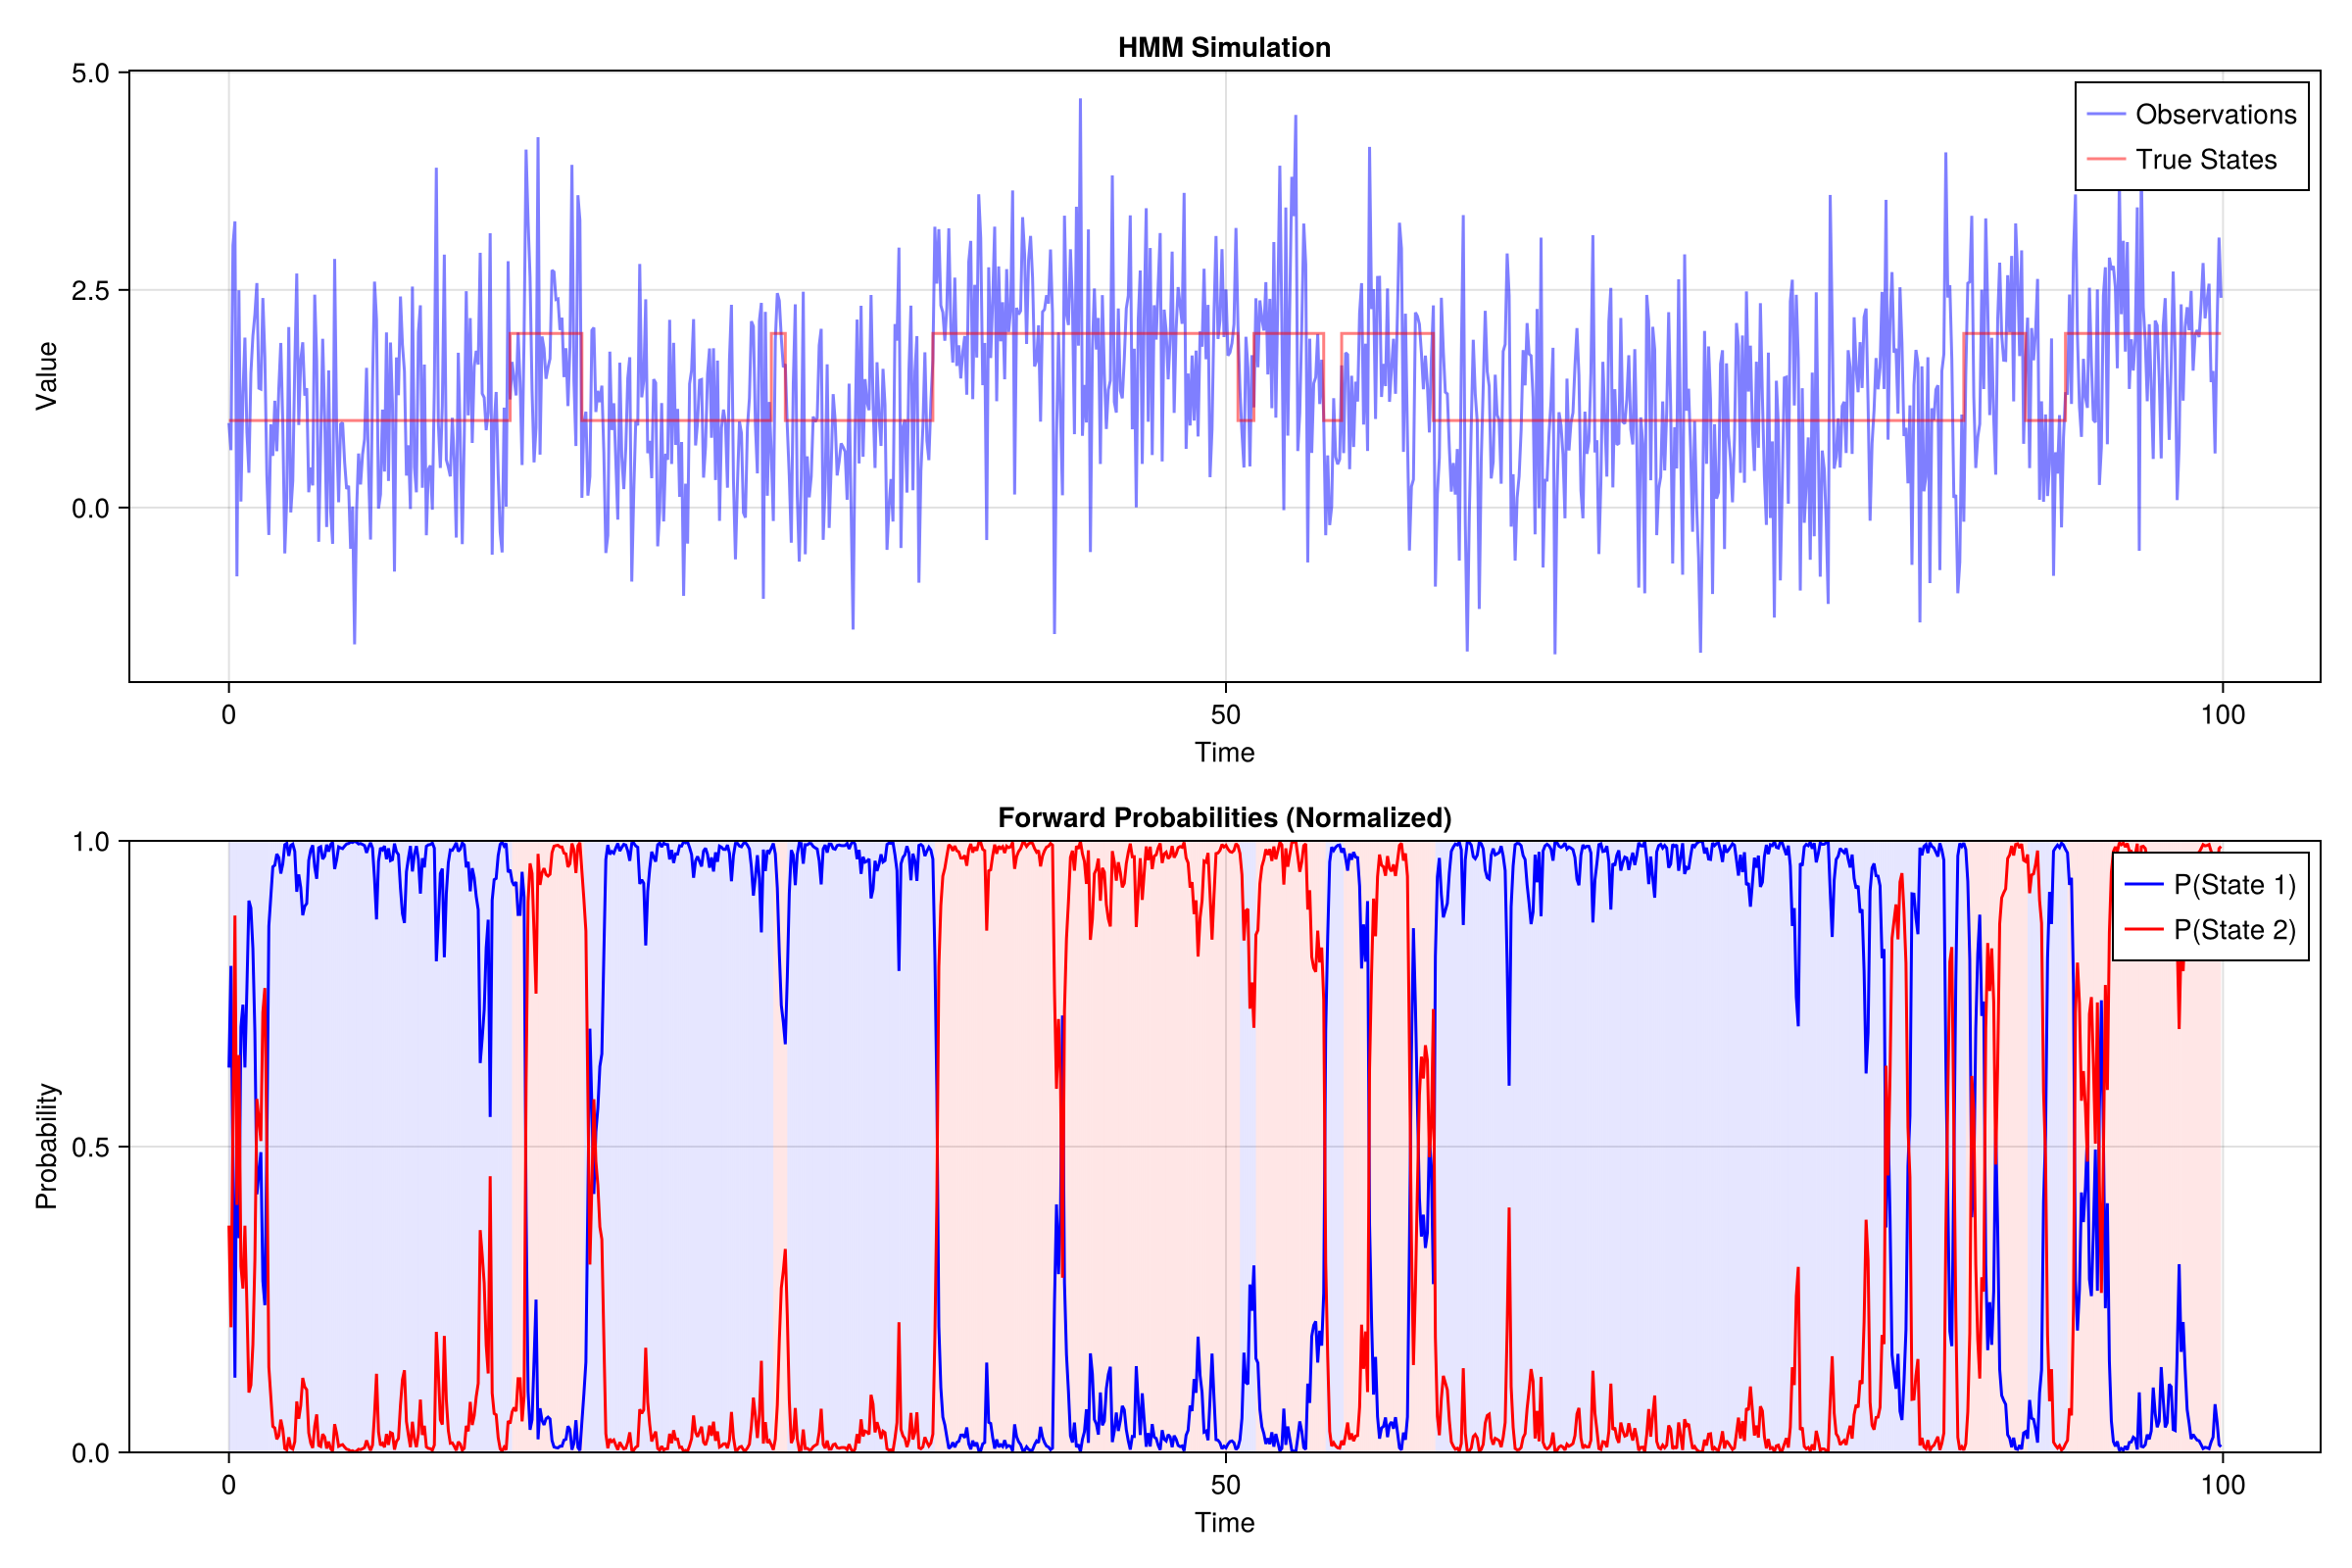 HMM Simulation
5.0
2.5
0.0
Value
Observations
True States
0
50
100
Time
Forward Probabilities (Normalized)
1.0
0.5
0.0
Probability
P(State 1)
P(State 2)
0
50
100
Time